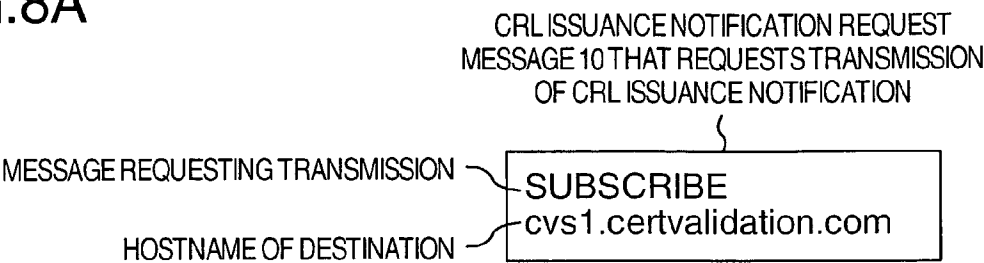 .8A
CRL ISSUANCE NOTIFICATION REQUEST
MESSAGE 10 THAT REQUESTS TRANSMISSION
OF CRL ISSUANCE NOTIFICATION
MESSAGE REQUESTING TRANSMISSION
SUBSCRIBE
cvs1.certvalidation.com
HOSTNAME OF DESTINATION